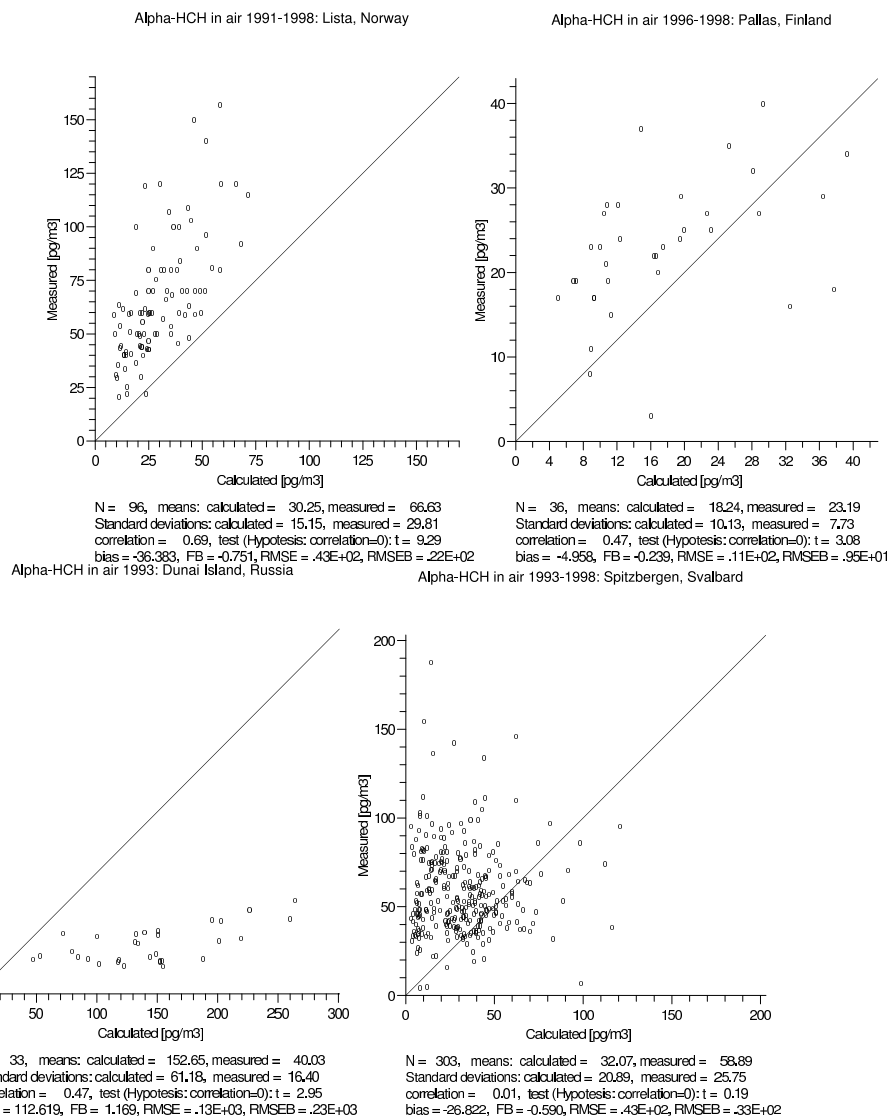 Alpha-HCH in air 1991-1998: Lista, Norway
Measured [pg/m3]
150
125
100
75
50
25
0
0 25 50 75 100 125 150
Calculated [pg/m3]
N = 96, means: calculated = 30.25, measured = 66.63
Standard deviations: calculated = 15.15, measured = 29.81
correlation = 0.69, test (Hypotesis: correlation=0): t = 9.29
bias = -36.383, FB = -0.751, RMSE = .43E+02, RMSEB = .22E+02
Alpha-HCH in air 1996-1998: Pallas, Finland
Measured [pg/m3]
40
30
20
10
0
0 4 8 12 16 20 24 28 32 36 40
Calculated [pg/m3]
N = 36, means: calculated = 18.24, measured = 23.19
Standard deviations: calculated = 10.13, measured = 7.73
correlation = 0.47, test (Hypotesis: correlation=0): t = 3.08
bias = -4.958, FB = -0.239, RMSE = .11E+02, RMSEB = .95E+01
Alpha-HCH in air 1993: Dunai Island, Russia
50 100 150 200 250 300
Calculated [pg/m3]
33, means: calculated = 152.65, measured = 40.03
ndard deviations: calculated = 61.18, measured = 16.40
elation = 0.47, test (Hypotesis: correlation=0): t = 2.95
= 112.619, FB = 1.169, RMSE = .13E+03, RMSEB = .23E+03
Alpha-HCH in air 1993-1998: Spitzbergen, Svalbard
Measured [pg/m3]
200
150
100
50
0
0 50 100 150 200
Calculated [pg/m3]
N = 303, means: calculated = 32.07, measured = 58.89
Standard deviations: calculated = 20.89, measured = 25.75
correlation = 0.01, test (Hypotesis: correlation=0): t = 0.19
bias = -26.822, FB = -0.590, RMSE = .43E+02, RMSEB = .33E+02